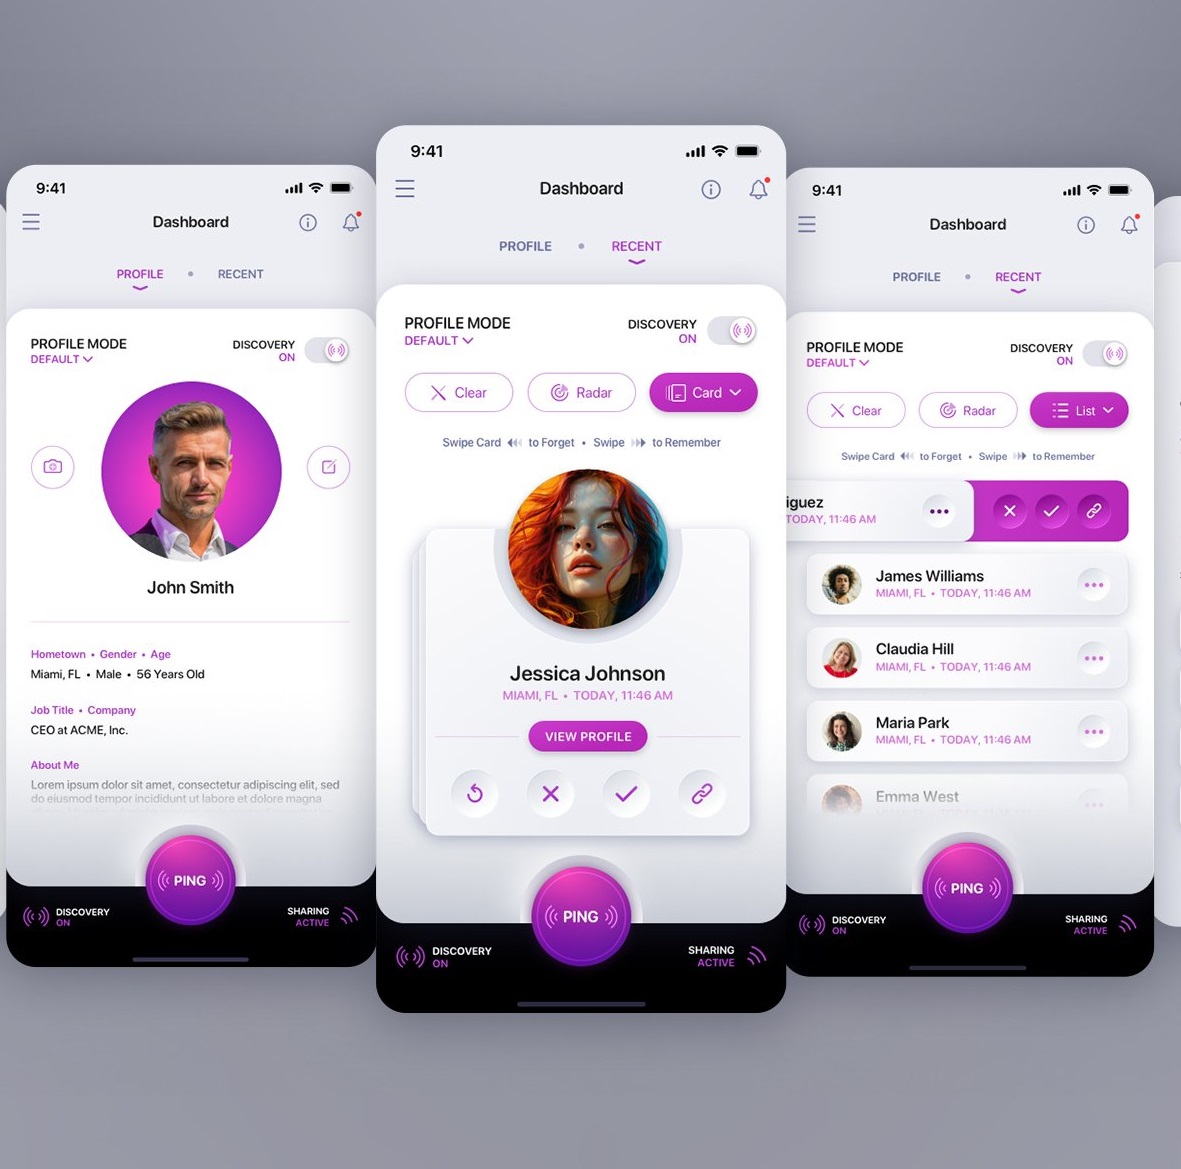 9:41
Dashboard
PROFILE • RECENT
PROFILE MODE
DEFAULT
DISCOVERY
ON
John Smith
Hometown • Gender • Age
Miami, FL • Male • 56 Years Old
Job Title • Company
CEO at ACME, Inc.
About Me
Lorem ipsum dolor sit amet, consectetur adipiscing elit, sed
do eiusmod tempor incididunt ut labore et dolore magna
PING
DISCOVERY
ON
SHARING
ACTIVE
9:41
Dashboard
PROFILE • RECENT
PROFILE MODE
DEFAULT
DISCOVERY
ON
Clear
Radar
Card
Swipe Card to Forget • Swipe to Remember
Jessica Johnson
MIAMI, FL • TODAY, 11:46 AM
VIEW PROFILE
PING
DISCOVERY
ON
SHARING
ACTIVE
9:41
Dashboard
PROFILE • RECENT
PROFILE MODE
DEFAULT
DISCOVERY
ON
Clear
Radar
List
Swipe Card to Forget • Swipe to Remember
iguez
TODAY, 11:46 AM
James Williams
MIAMI, FL • TODAY, 11:46 AM
Claudia Hill
MIAMI, FL • TODAY, 11:46 AM
Maria Park
MIAMI, FL • TODAY, 11:46 AM
Emma West
PING
DISCOVERY
ON
SHARING
ACTIVE